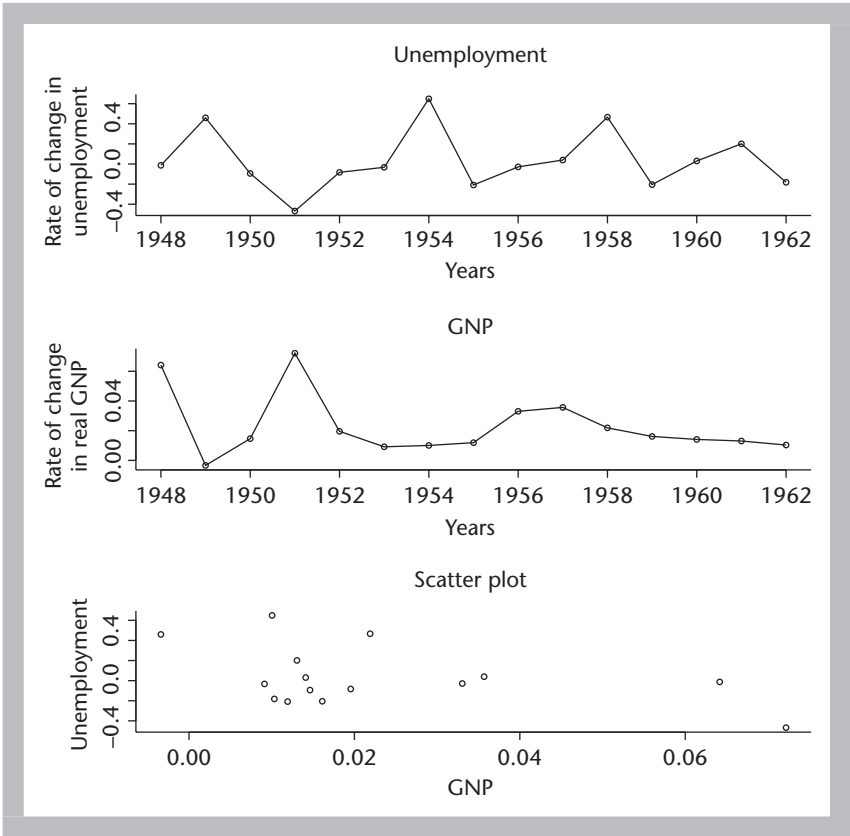 Unemployment
Rate of change in
unemployment
0.4
0.0
−0.4
1948 1950 1952 1954 1956 1958 1960 1962
Years
GNP
Rate of change
in real GNP
0.04
0.00
1948 1950 1952 1954 1956 1958 1960 1962
Years
Scatter plot
Unemployment
0.4
0.0
−0.4
0.00 0.02 0.04 0.06
GNP